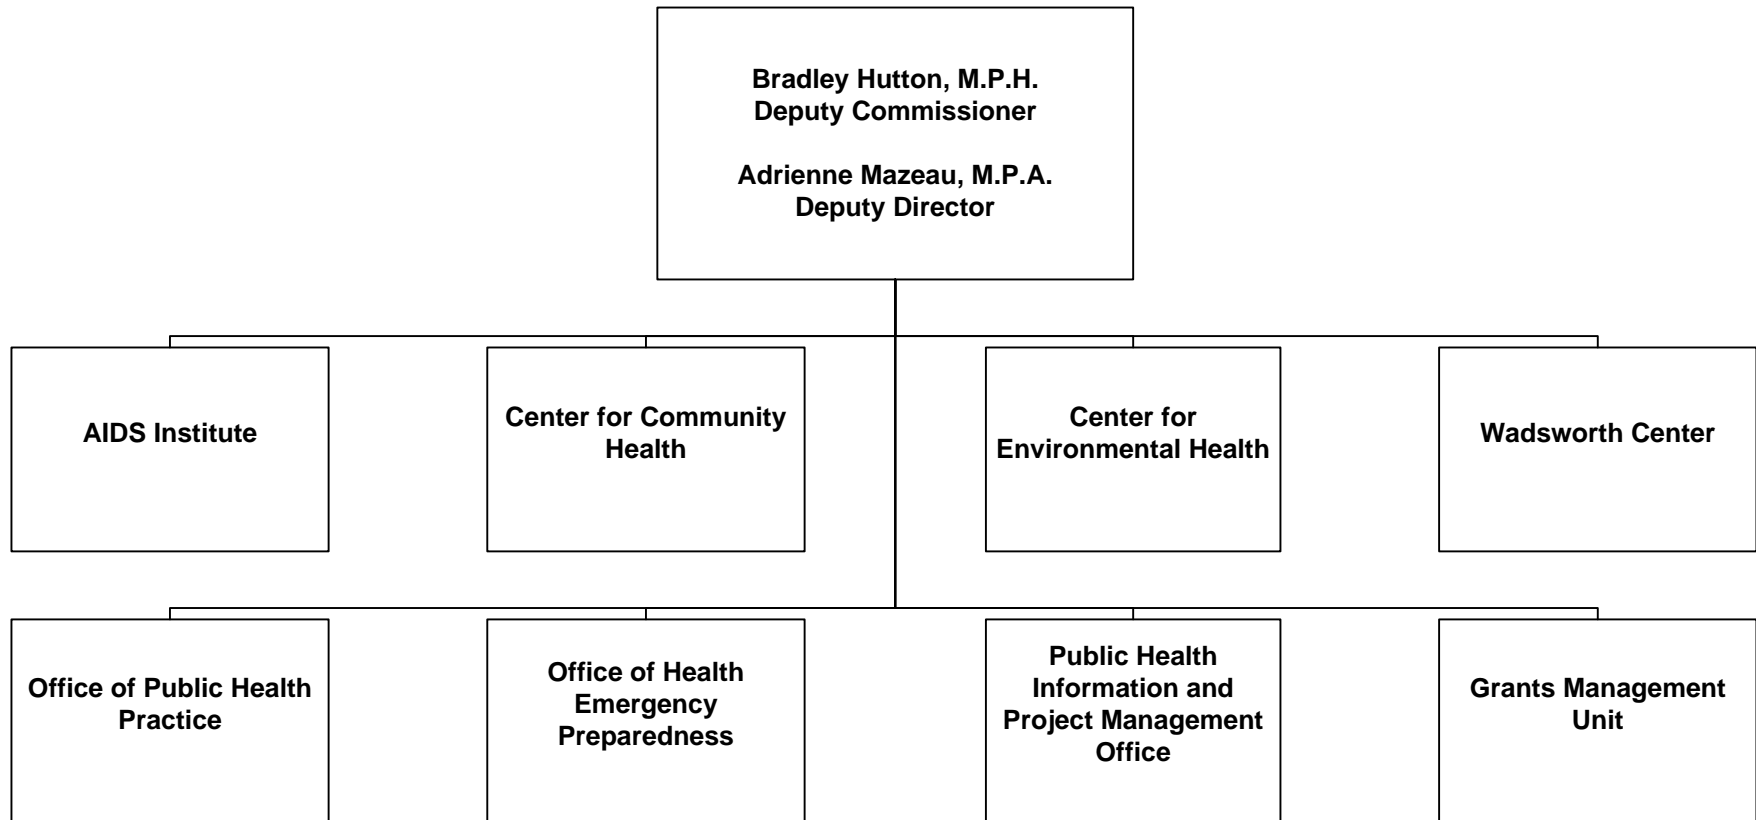 Bradley Hutton, M.P.H.
Deputy Commissioner
Adrienne Mazeau, M.P.A.
Deputy Director
AIDS Institute
Center for Community
Health
Center for
Environmental Health
Wadsworth Center
Office of Public Health
Practice
Office of Health
Emergency
Preparedness
Public Health
Information and
Project Management
Office
Grants Management
Unit